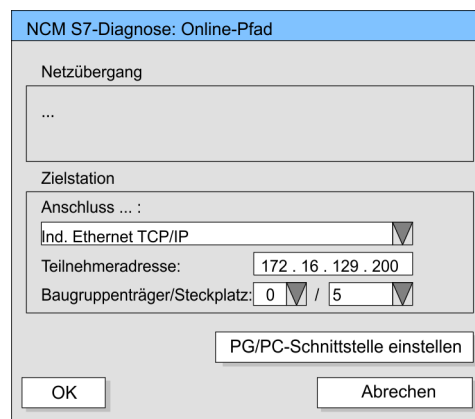 NCM S7-Diagnose: Online-Pfad
Netzübergang
...
Zielstation
Anschluss ... :
Ind. Ethernet TCP/IP
Teilnehmeradresse: 172 . 16 . 129 . 200
Baugruppenträger/Steckplatz: 0 / 5
PG/PC-Schnittstelle einstellen
OK Abrechen